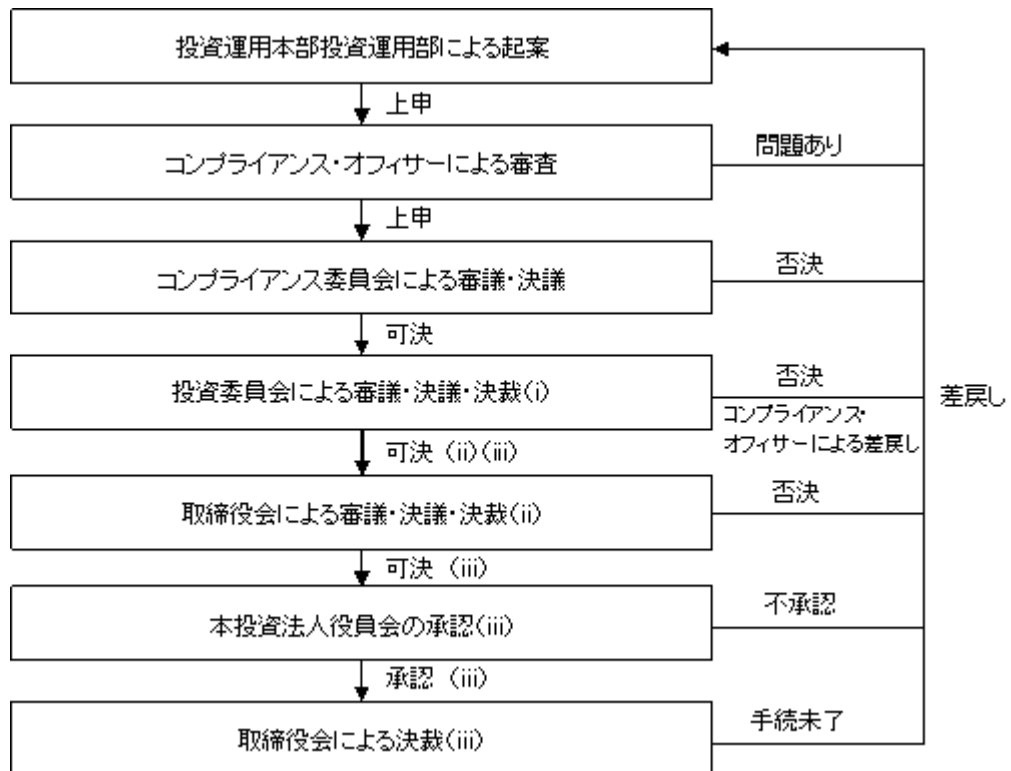 投資運用本部投資運用部による起案
上申
コンプライアンス・オフィサーによる審査
問題あり
上申
コンプライアンス委員会による審議・決議
否決
可決
投資委員会による審議・決議・決裁(i)
否決
コンプライアンス・
オフィサーによる差戻し
差戻し
可決 (ii)(iii)
取締役会による審議・決議・決裁(ii)
否決
可決 (iii)
本投資法人役員会の承認(iii)
不承認
承認 (iii)
取締役会による決裁(iii)
手続未了